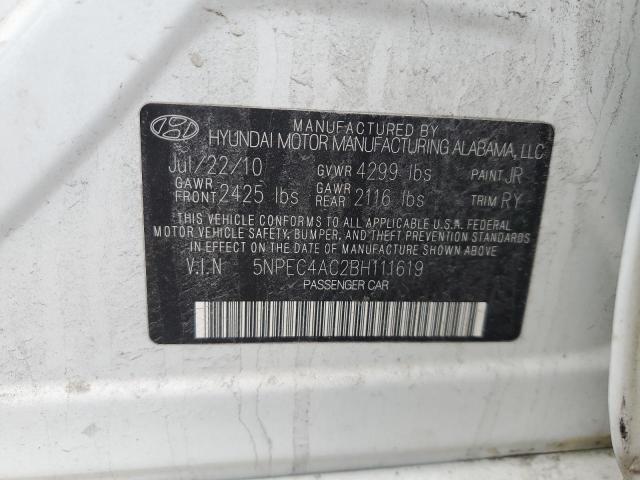 MANUFACTURED BY
HYUNDAI MOTOR MANUFACTURING ALABAMA, LLC
Jul/22/10 GVWR 4299 lbs PAINT JR
GAWR FRONT 2425 lbs GAWR REAR 2116 lbs TRIM RY
THIS VEHICLE CONFORMS TO ALL APPLICABLE U.S.A. FEDERAL
MOTOR VEHICLE SAFETY, BUMPER, AND THEFT PREVENTION STANDARDS
IN EFFECT ON THE DATE OF MANUFACTURE SHOWN ABOVE.
V.I.N 5NPEC4AC2BH111619
PASSENGER CAR